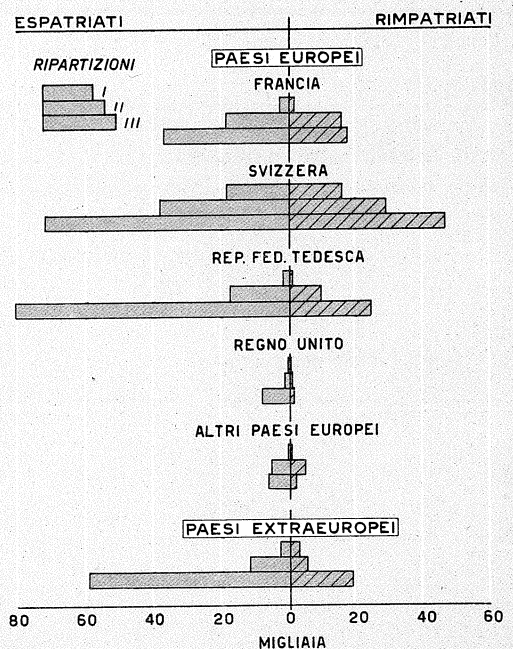 ESPATRIATI RIMPATRIATI
RIPARTIZIONI
I
II
III
PAESI EUROPEI
FRANCIA
SVIZZERA
REP. FED. TEDESCA
REGNO UNITO
ALTRI PAESI EUROPEI
PAESI EXTRAEUROPEI
80 60 40 20 0 20 40 60
MIGLIAIA